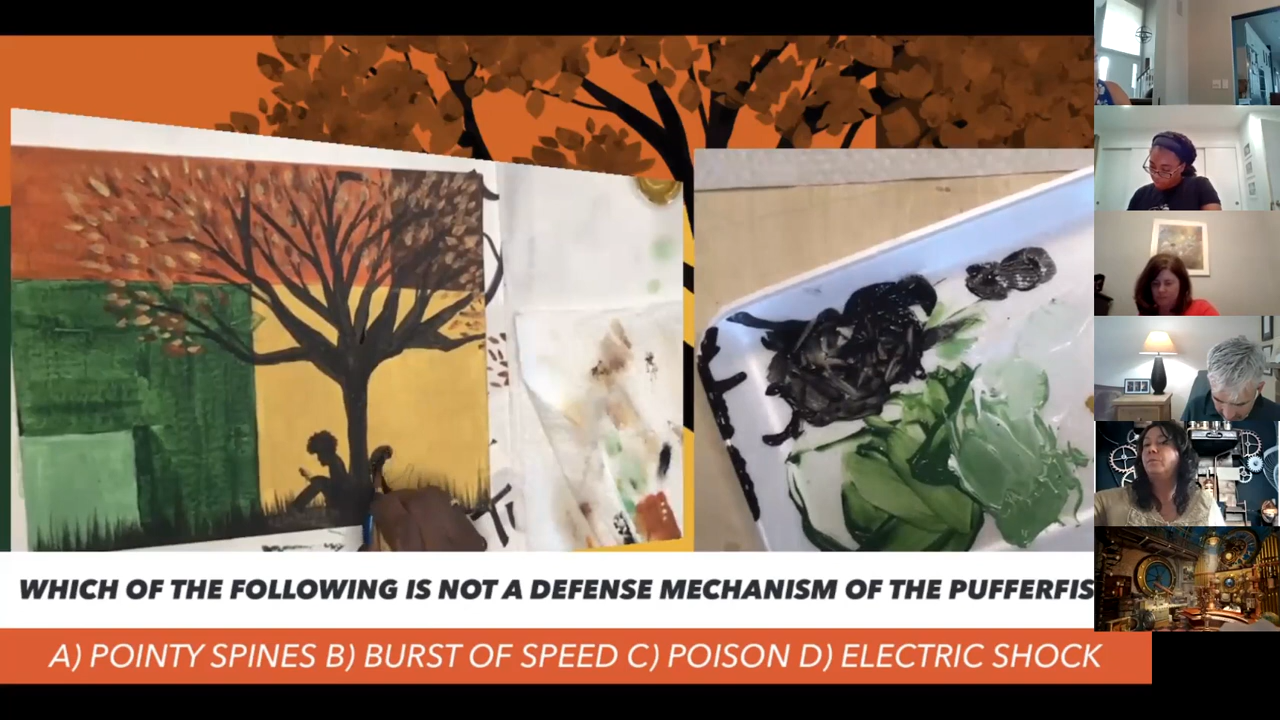 WHICH OF THE FOLLOWING IS NOT A DEFENSE MECHANISM OF THE PUFFERFIS
A) POINTY SPINES B) BURST OF SPEED C) POISON D) ELECTRIC SHOCK